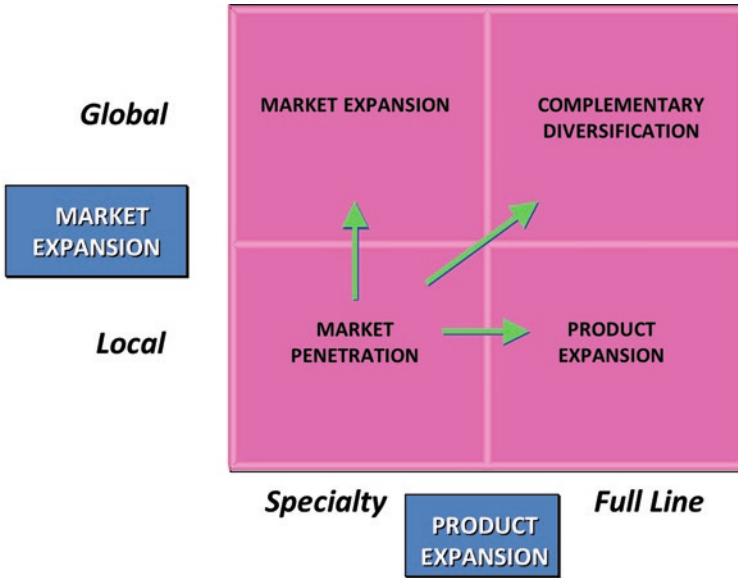 Global
MARKET EXPANSION
COMPLEMENTARY
DIVERSIFICATION
MARKET
EXPANSION
Local
MARKET
PENETRATION
PRODUCT
EXPANSION
Specialty
Full Line
PRODUCT
EXPANSION